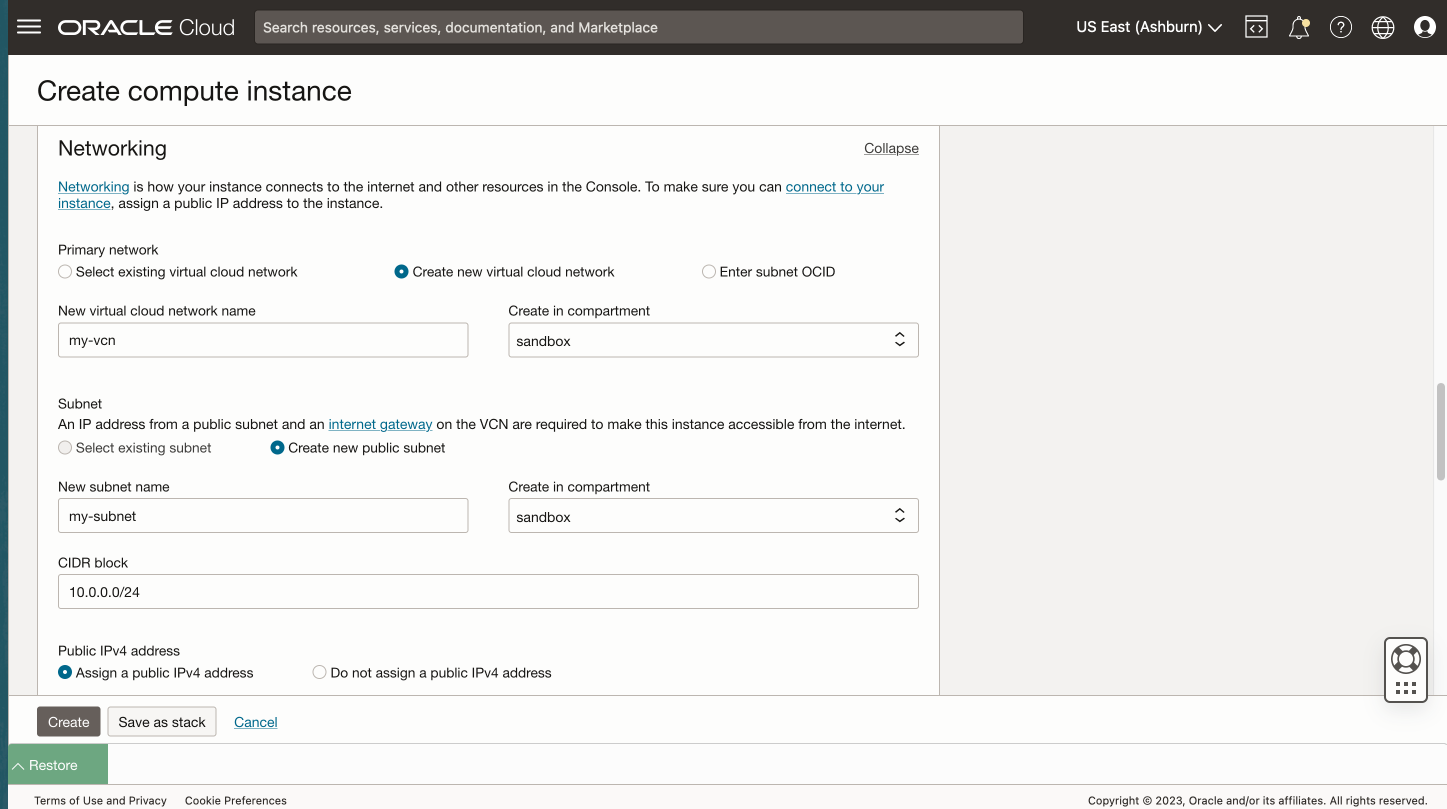 ORACLE Cloud
Search resources, services, documentation, and Marketplace
US East (Ashburn)
Create compute instance
Networking
Collapse
Networking is how your instance connects to the internet and other resources in the Console. To make sure you can connect to your
instance, assign a public IP address to the instance.
Primary network
Select existing virtual cloud network
Create new virtual cloud network
Enter subnet OCID
New virtual cloud network name
Create in compartment
my-vcn
sandbox
Subnet
An IP address from a public subnet and an internet gateway on the VCN are required to make this instance accessible from the internet.
Select existing subnet
Create new public subnet
New subnet name
Create in compartment
my-subnet
sandbox
CIDR block
10.0.0.0/24
Public IPv4 address
Assign a public IPv4 address
Do not assign a public IPv4 address
Create
Save as stack
Cancel
Restore
Terms of Use and Privacy
Cookie Preferences
Copyright © 2023, Oracle and/or its affiliates. All rights reserved.